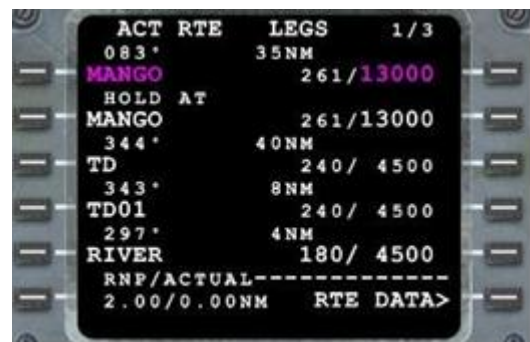 ACT RTE LEGS 1/3
083° 35NM
MANGO 261/13000
HOLD AT
MANGO 261/13000
344° 40NM
TD 240/ 4500
343° 8NM
TD01 240/ 4500
297° 4NM
RIVER 180/ 4500
RNP/ACTUAL--------------
2.00/0.00NM RTE DATA>